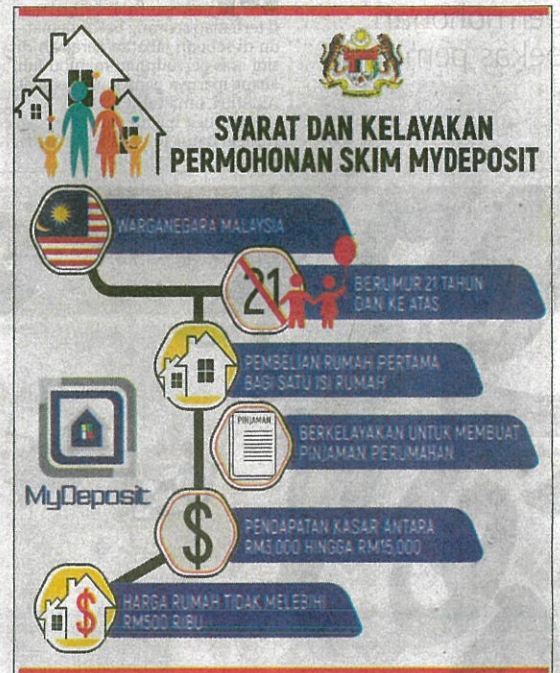 SYARAT DAN KELAYAKAN
PERMOHONAN SKIM MYDEPOSIT
WARGANEGARA MALAYSIA
21
BERUMUR 21 TAHUN
DAN KE ATAS
PEMBELIAN RUMAH PERTAMA
BAGI SATU ISI RUMAH
PINJAMAN
BERKELAYAKAN UNTUK MEMBUAT
PINJAMAN PERUMAHAN
MyDeposit
$
PENDAPATAN KASAR ANTARA
RM3,000 HINGGA RM15,000
$
HARGA RUMAH TIDAK MELEBIHI
RM500 RIBU